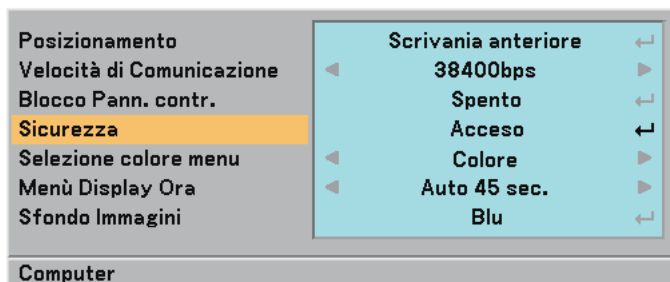 Posizionamento Scrivania anteriore
Velocità di Comunicazione 38400bps
Blocco Pann. contr. Spento
Sicurezza Acceso
Selezione colore menu Colore
Menù Display Ora Auto 45 sec.
Sfondo Immagini Blu
Computer